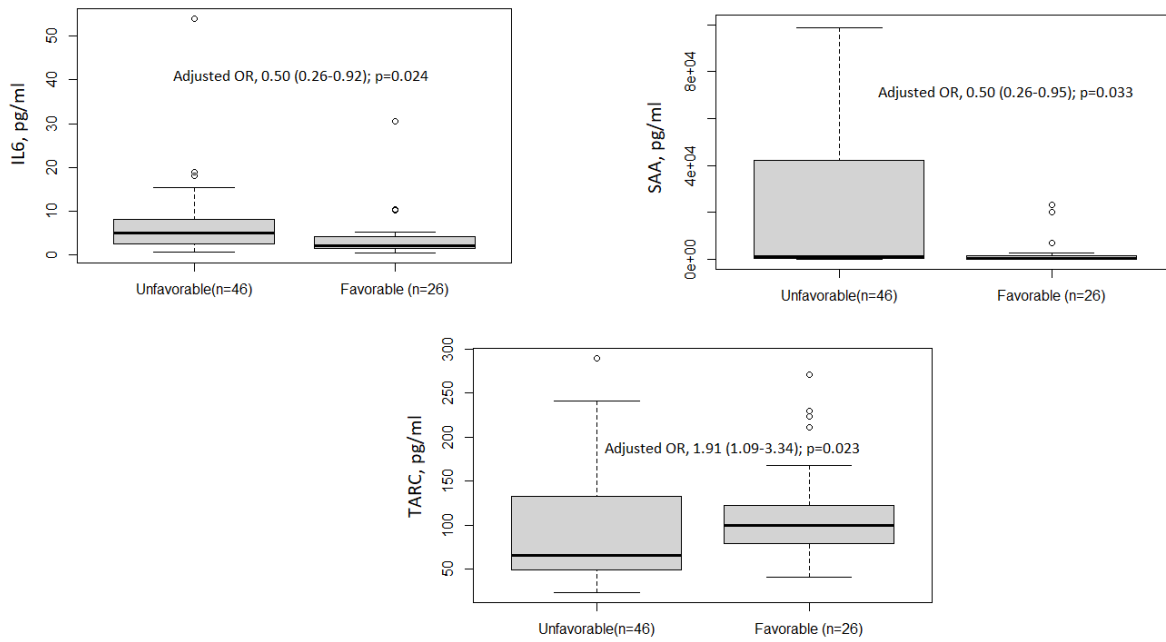 IL6, pg/ml
50
40
30
20
10
0
Adjusted OR, 0.50 (0.26-0.92); p=0.024
Unfavorable(n=46)
Favorable (n=26)
SAA, pg/ml
8e+04
4e+04
0e+00
Adjusted OR, 0.50 (0.26-0.95); p=0.033
Unfavorable(n=46)
Favorable (n=26)
TARC, pg/ml
300
250
200
150
100
50
Adjusted OR, 1.91 (1.09-3.34); p=0.023
Unfavorable(n=46)
Favorable (n=26)